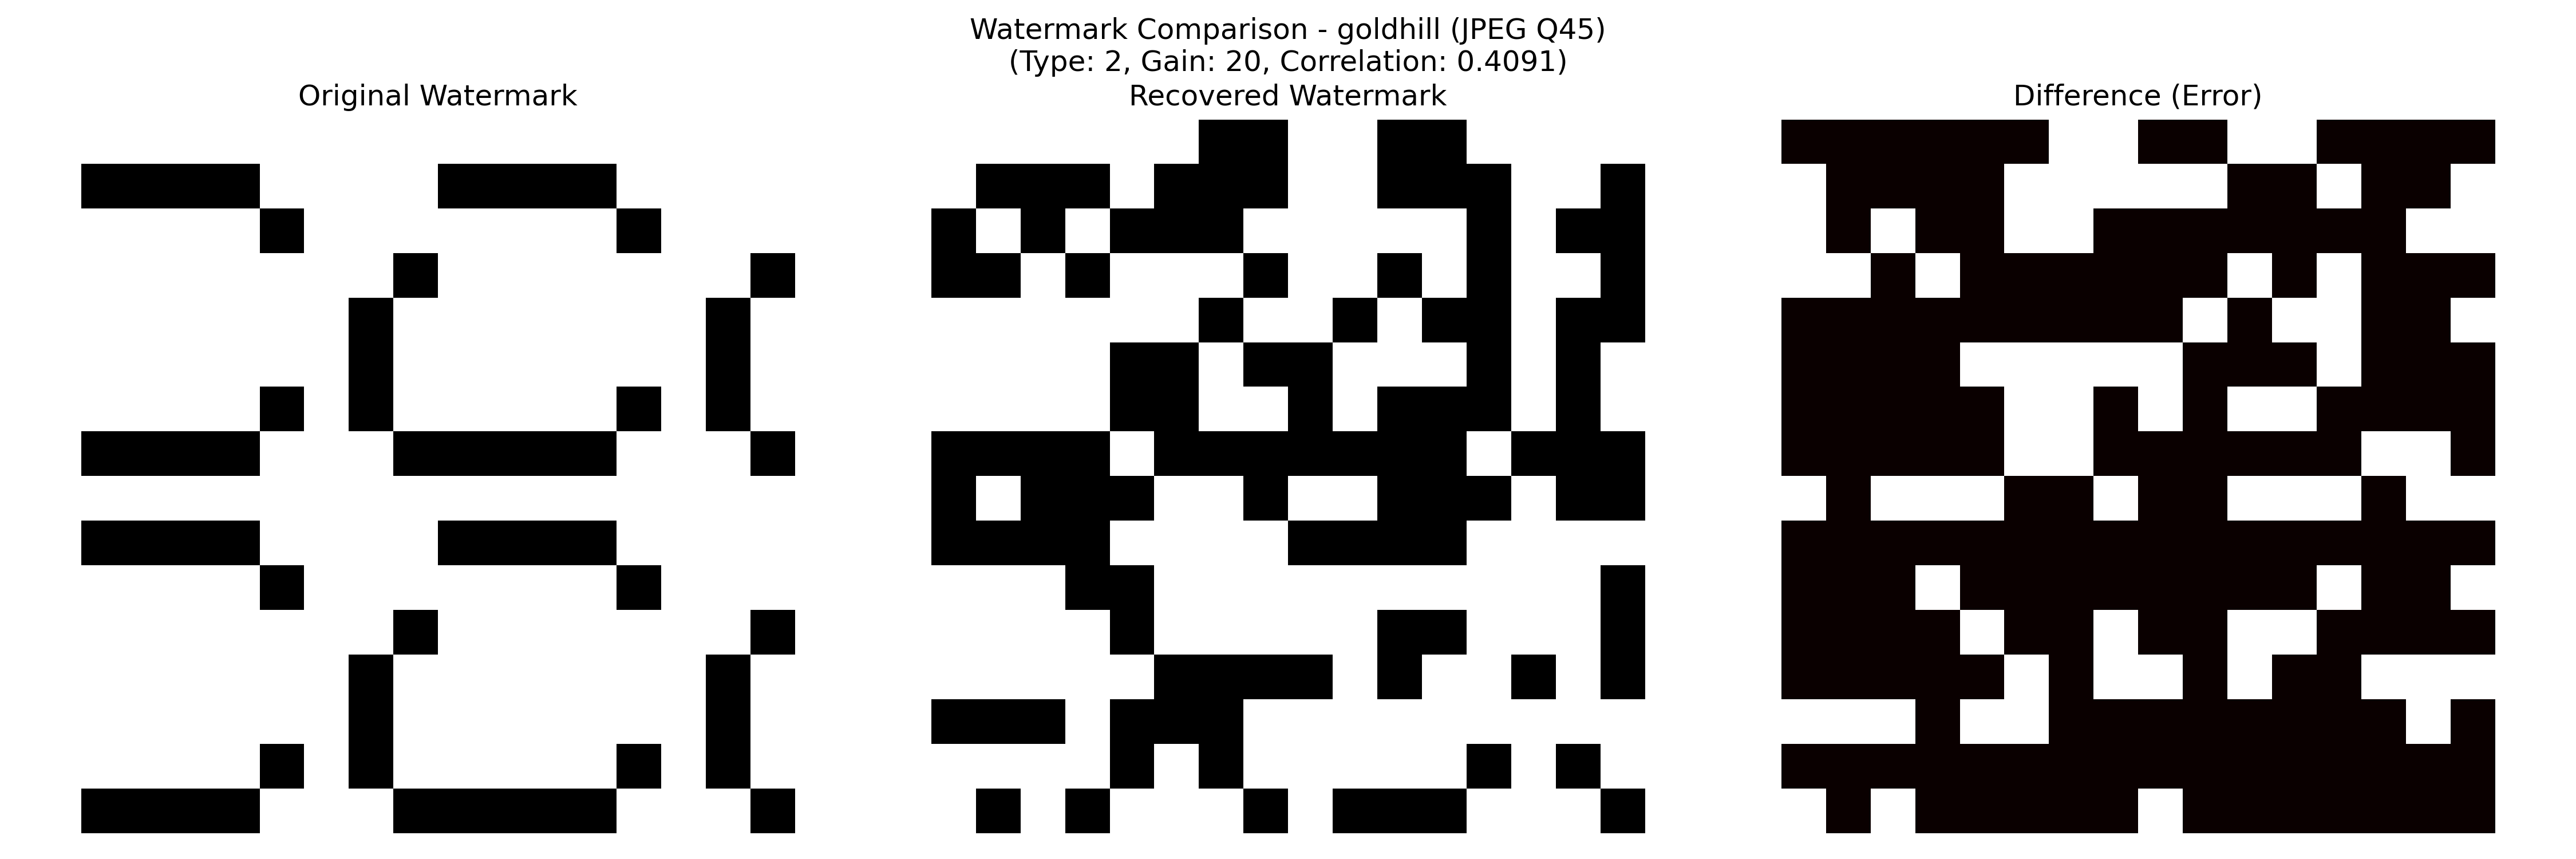 Watermark Comparison - goldhill (JPEG Q45)
(Type: 2, Gain: 20, Correlation: 0.4091)
Original Watermark
Recovered Watermark
Difference (Error)